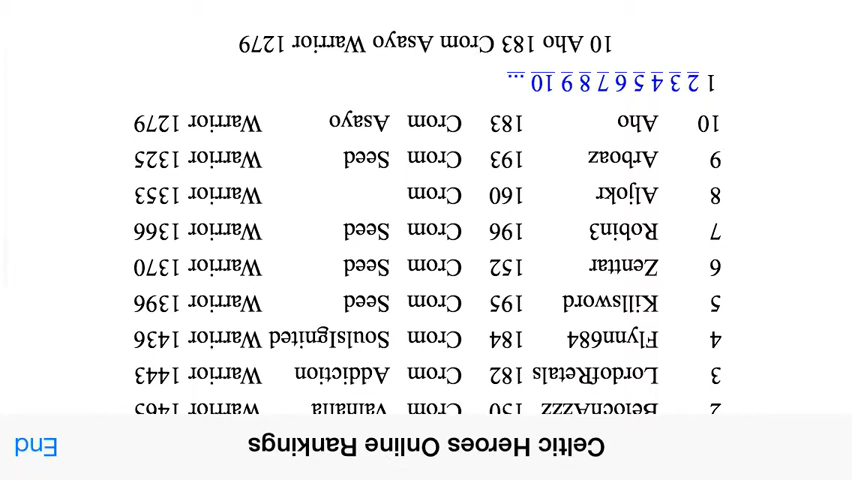 End
Celtic Heroes Online Rankings
2 Crom Valhalla Warrior
3 LordofRetals 182 Crom Addiction Warrior 1443
4 Flynn684 184 Crom SoulsIgnited Warrior 1436
5 Killsword 195 Crom Seed Warrior 1396
6 Zenttar 152 Crom Seed Warrior 1370
7 Robin3 196 Crom Seed Warrior 1366
8 Aljokr 160 Crom Warrior 1353
9 Arboaz 193 Crom Seed Warrior 1325
10 Aho 183 Crom Asayo Warrior 1279
1 2 3 4 5 6 7 8 9 10 ...
10 Aho 183 Crom Asayo Warrior 1279